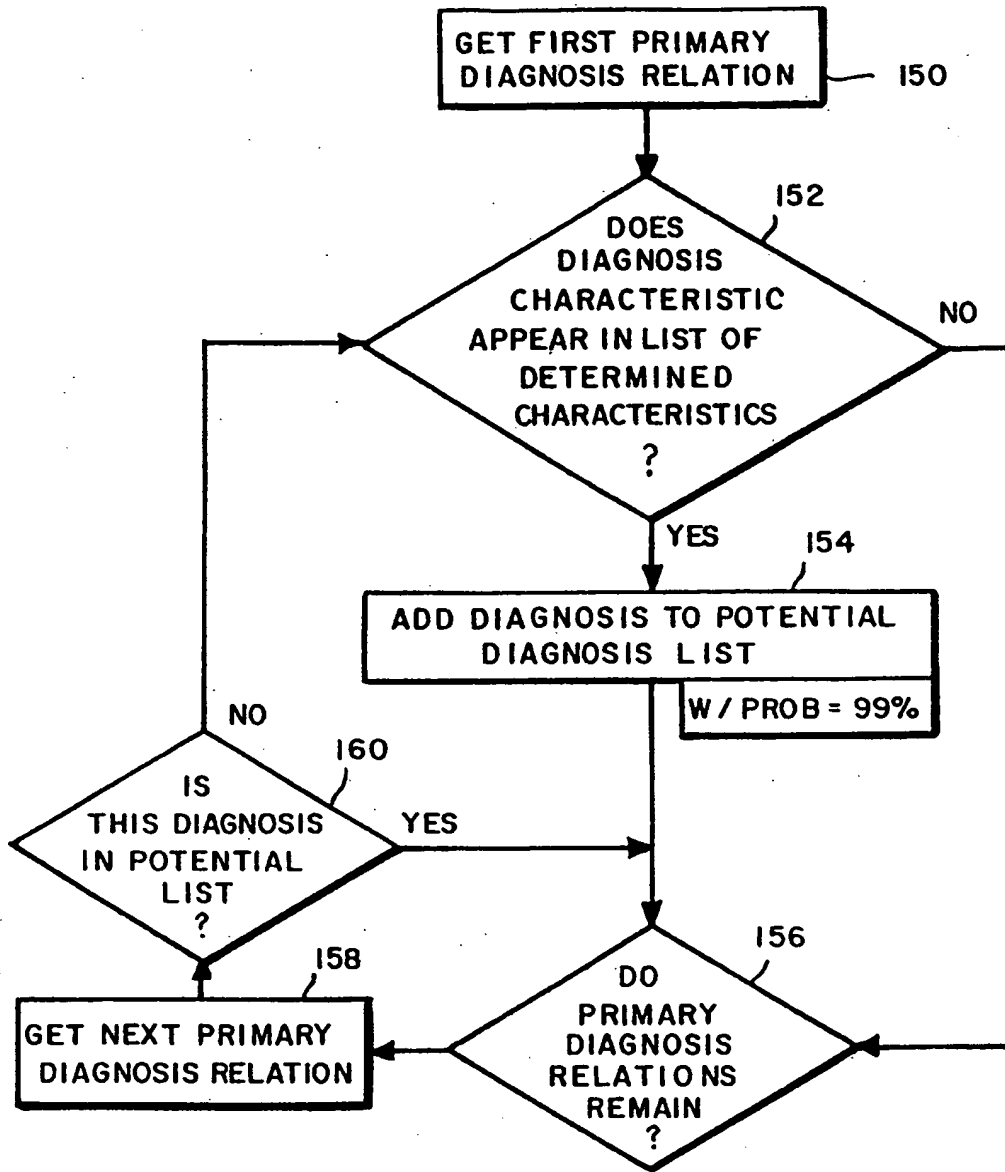 GET FIRST PRIMARY
DIAGNOSIS RELATION
150
152
DOES
DIAGNOSIS
CHARACTERISTIC
APPEAR IN LIST OF
DETERMINED
CHARACTERISTICS
?
NO
YES
154
ADD DIAGNOSIS TO POTENTIAL
DIAGNOSIS LIST
W/PROB = 99%
NO
160
IS
THIS DIAGNOSIS
IN POTENTIAL
LIST
?
YES
156
DO
PRIMARY
DIAGNOSIS
RELATIONS
REMAIN
?
158
GET NEXT PRIMARY
DIAGNOSIS RELATION